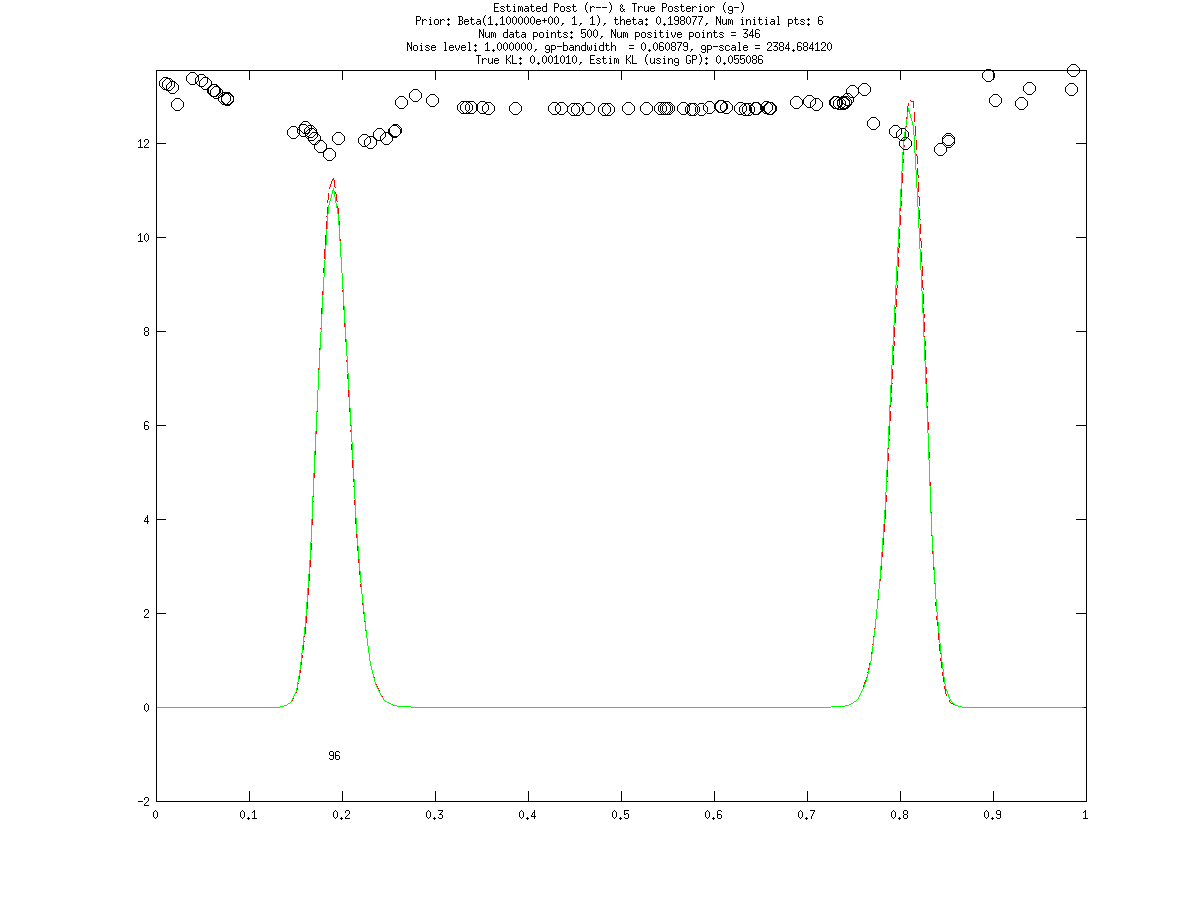 Estimated Post (r--) & True Posterior (g-)
Prior: Beta(1.100000e+00, 1, 1), theta: 0.198077, Num initial pts: 6
Num data points: 500, Num positive points = 346
Noise level: 1.000000, gp-bandwidth  = 0.060879, gp-scale = 2384.684120
True KL: 0.001010, Estim KL (using GP): 0.055086
12
10
8
6
4
2
0
96
-2
0 0.1 0.2 0.3 0.4 0.5 0.6 0.7 0.8 0.9 1